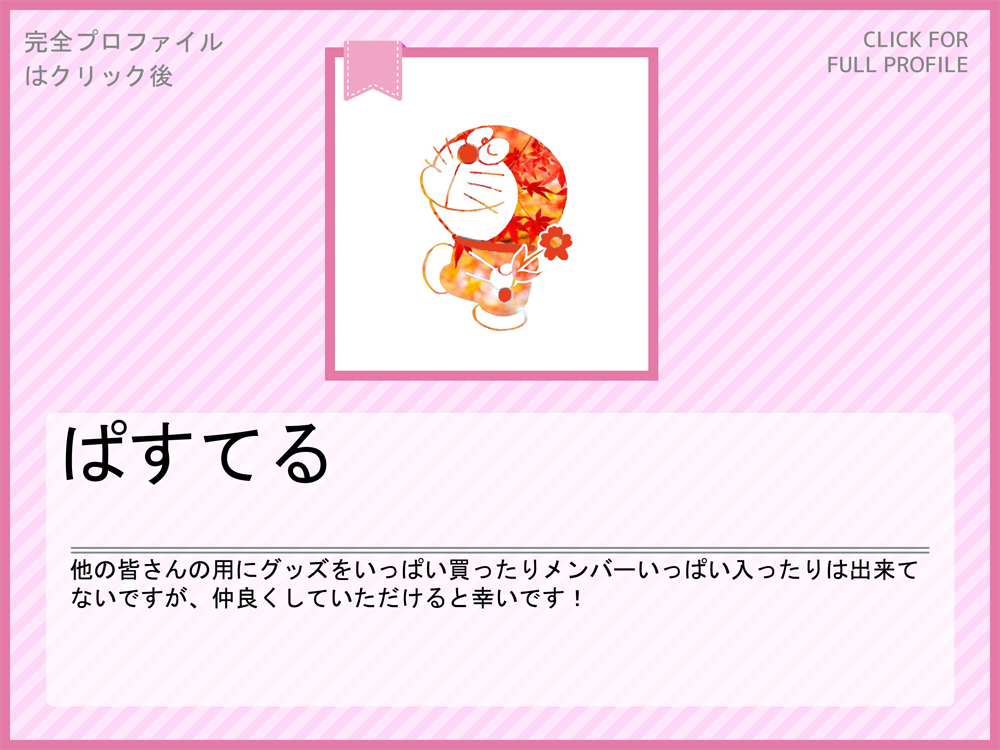 完全プロファイル
はクリック後
CLICK FOR
FULL PROFILE
ぱすてる
他の皆さんの用にグッズをいっぱい買ったりメンバーいっぱい入ったりは出来て
ないですが、仲良くしていただけると幸いです！